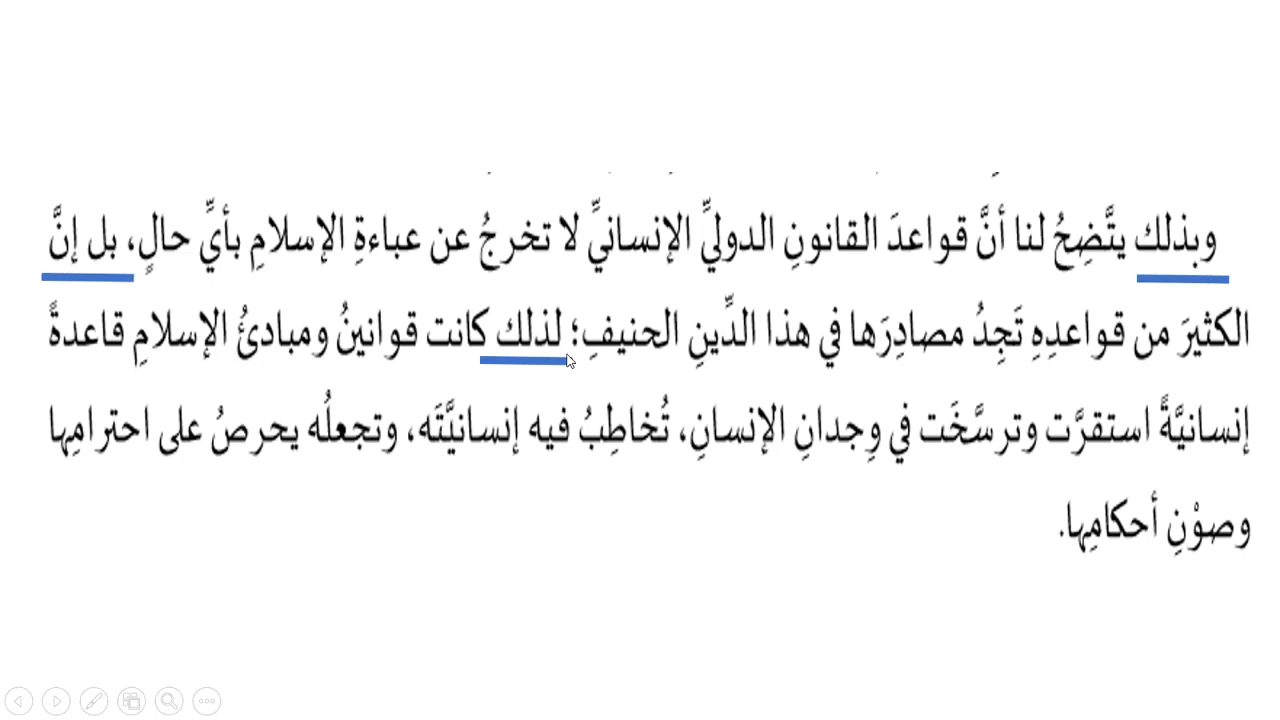 وبذلك يتَّضِحُ لنا أنَّ قواعدَ القانونِ الدوليِّ الإنسانيِّ لا تخرجُ عن عباءةِ الإسلامِ بأيِّ حالٍ، بل إنَّ
الكثيرَ من قواعدِهِ تَجِدُ مصادِرَها في هذا الدِّينِ الحنيفِ؛ لذلك كانت قوانينُ ومبادئُ الإسلامِ قاعدةً
إنسانيَّةً استقرَّت وترسَّخَت في وِجدانِ الإنسانِ، تُخاطِبُ فيه إنسانيَّتَه، وتجعلُه يحرصُ على احترامِها
وصوْنِ أحكامِها.